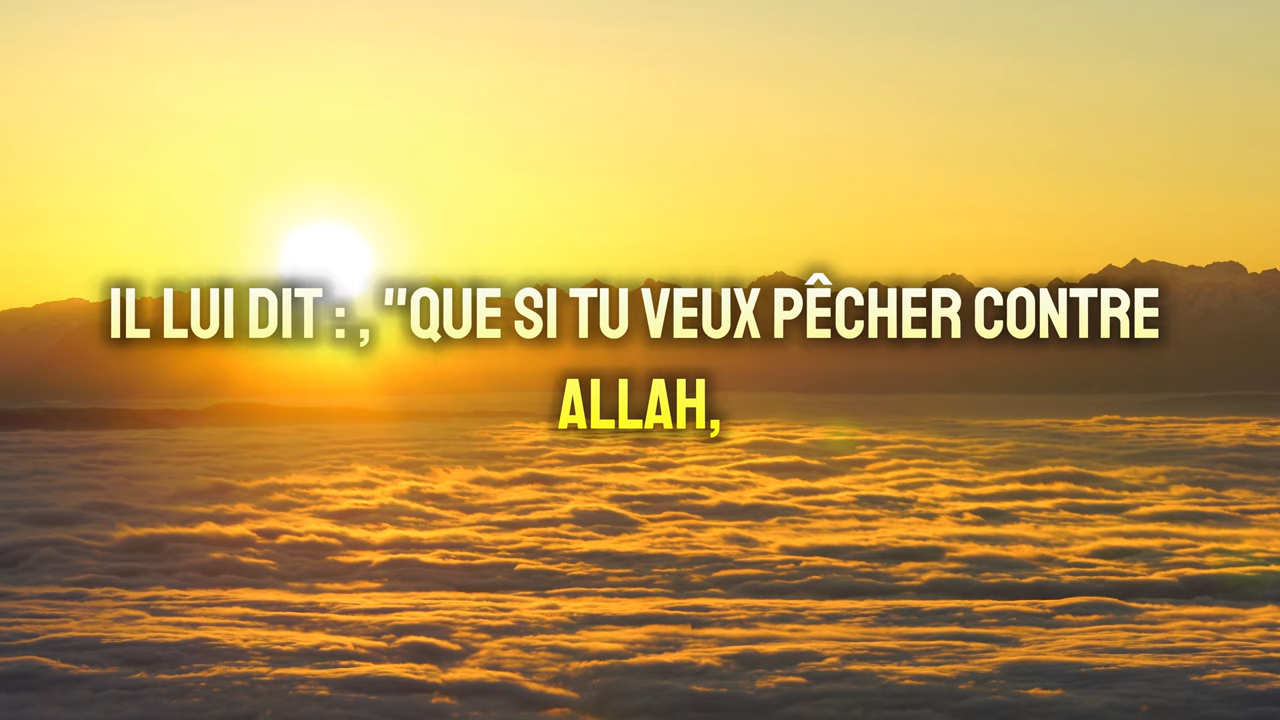 IL LUI DIT : , "QUE SI TU VEUX PÊCHER CONTRE
ALLAH,